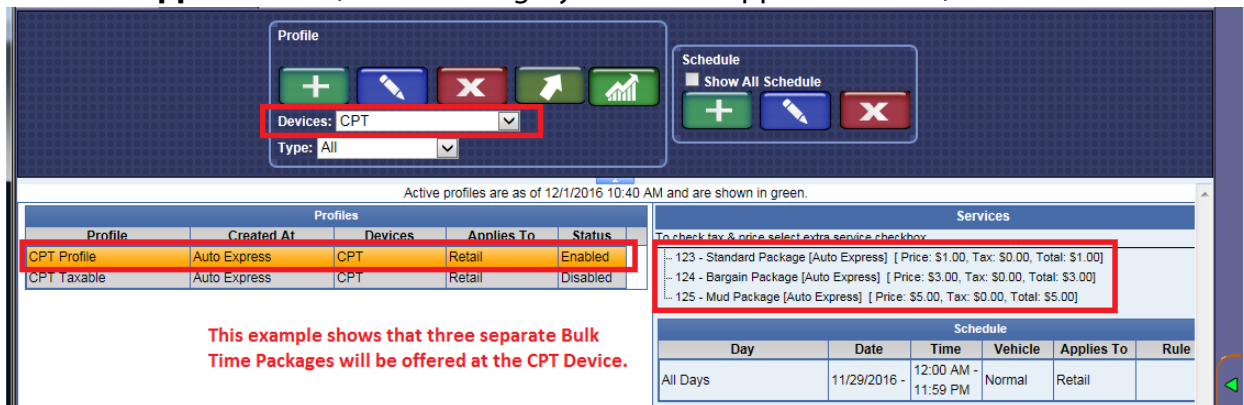 Profile
Schedule
Show All Schedule
Devices: CPT
Type: All
Active profiles are as of 12/1/2016 10:40 AM and are shown in green.
Profiles
Profile Created At Devices Applies To Status
CPT Profile Auto Express CPT Retail Enabled
CPT Taxable Auto Express CPT Retail Disabled
This example shows that three separate Bulk
Time Packages will be offered at the CPT Device.
Services
To check tax & price select extra service checkbox
123 - Standard Package [Auto Express] [ Price: $1.00, Tax: $0.00, Total: $1.00]
124 - Bargain Package [Auto Express] [ Price: $3.00, Tax: $0.00, Total: $3.00]
125 - Mud Package [Auto Express] [ Price: $5.00, Tax: $0.00, Total: $5.00]
Schedule
Day Date Time Vehicle Applies To Rule
All Days 11/29/2016 - 12:00 AM - 11:59 PM Normal Retail